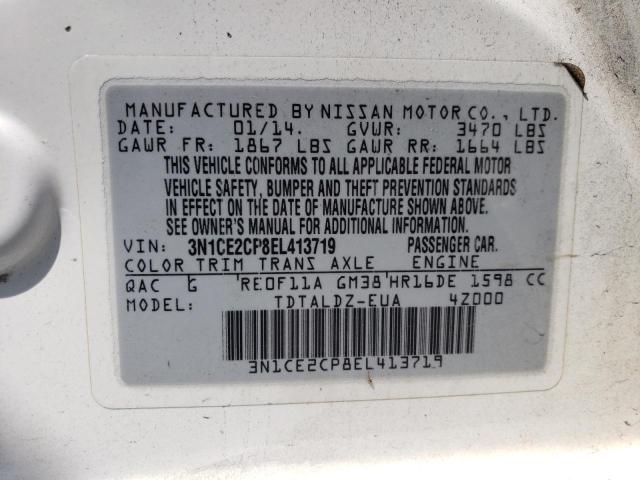 MANUFACTURED BY NISSAN MOTOR CO., LTD.
DATE: 01/14. GVWR: 3470 LBS
GAWR FR: 1867 LBS GAWR RR: 1664 LBS
THIS VEHICLE CONFORMS TO ALL APPLICABLE FEDERAL MOTOR
VEHICLE SAFETY, BUMPER AND THEFT PREVENTION STANDARDS
IN EFFECT ON THE DATE OF MANUFACTURE SHOWN ABOVE.
SEE OWNER'S MANUAL FOR ADDITIONAL INFORMATION.
VIN: 3N1CE2CP8EL413719 PASSENGER CAR.
COLOR TRIM TRANS AXLE ENGINE
QAC G RE0F11A GM38 HR16DE 1598 CC
MODEL: TDTALDZ-EUA 4Z000
3N1CE2CP8EL413719